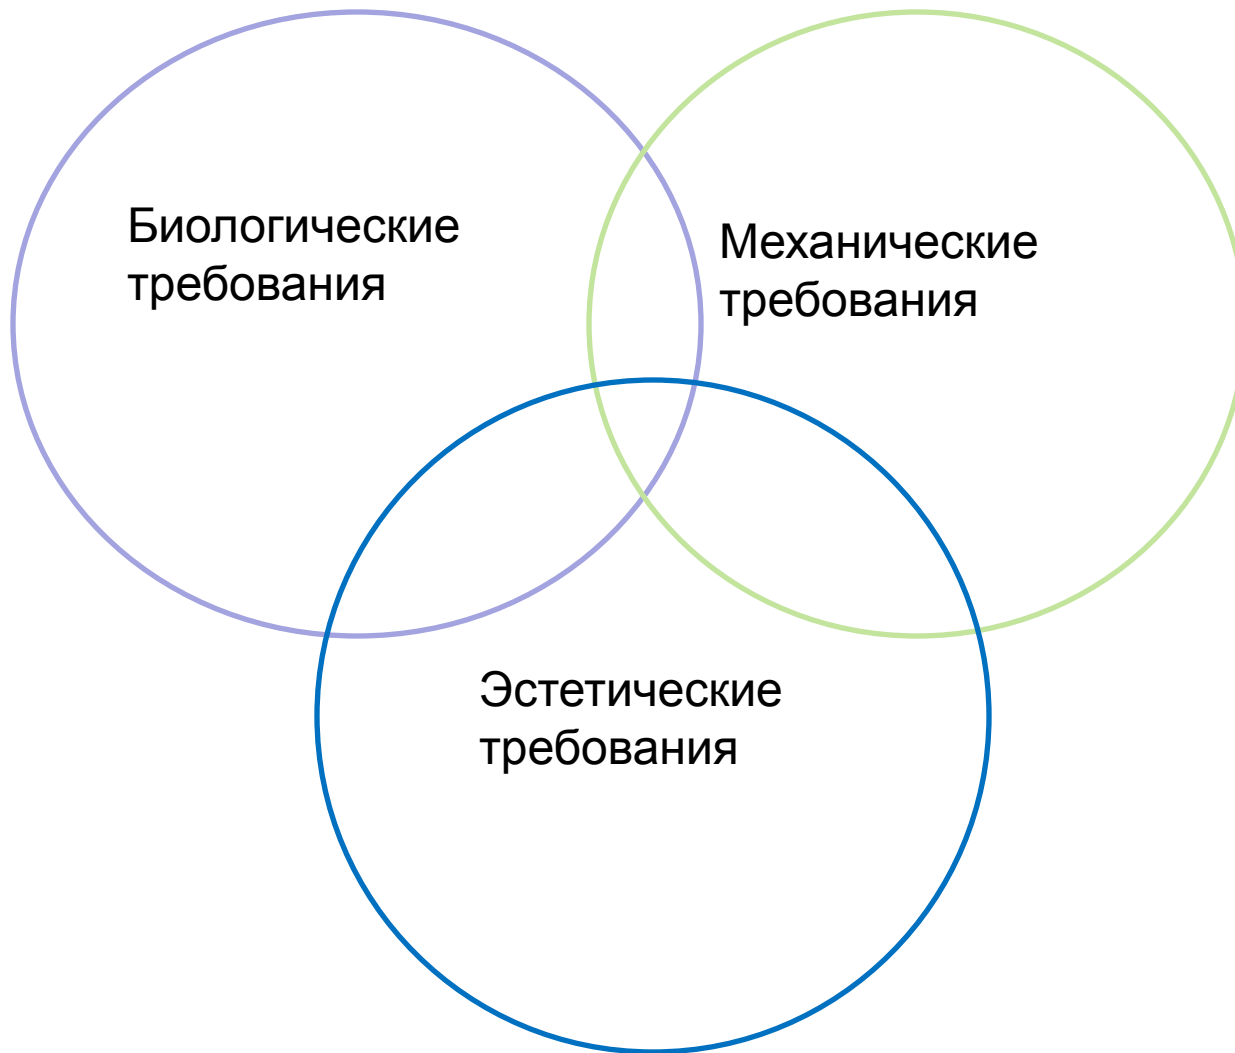 Биологические
требования
Механические
требования
Эстетические
требования